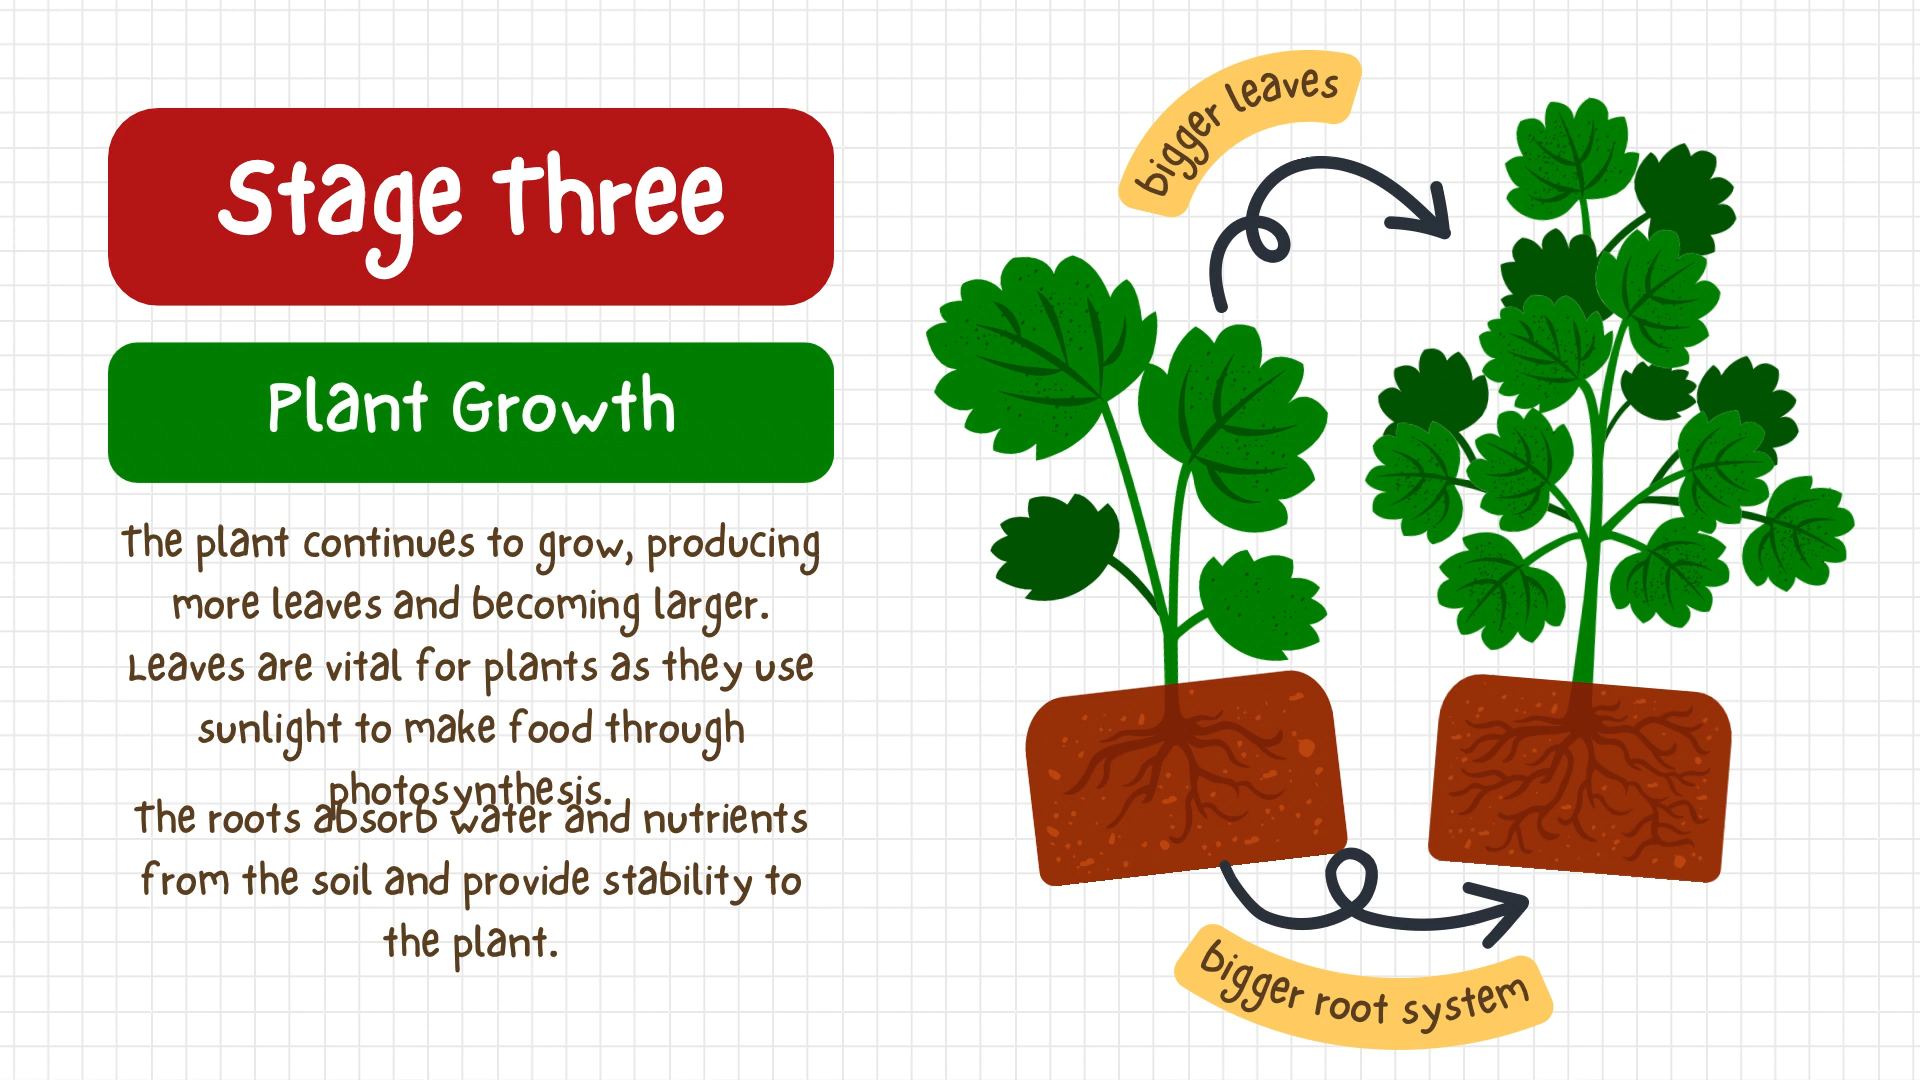 Stage Three
Plant Growth
The plant continues to grow, producing
more leaves and becoming larger.
Leaves are vital for plants as they use
sunlight to make food through
photosynthesis.
The roots absorb water and nutrients
from the soil and provide stability to
the plant.
bigger leaves
bigger root system